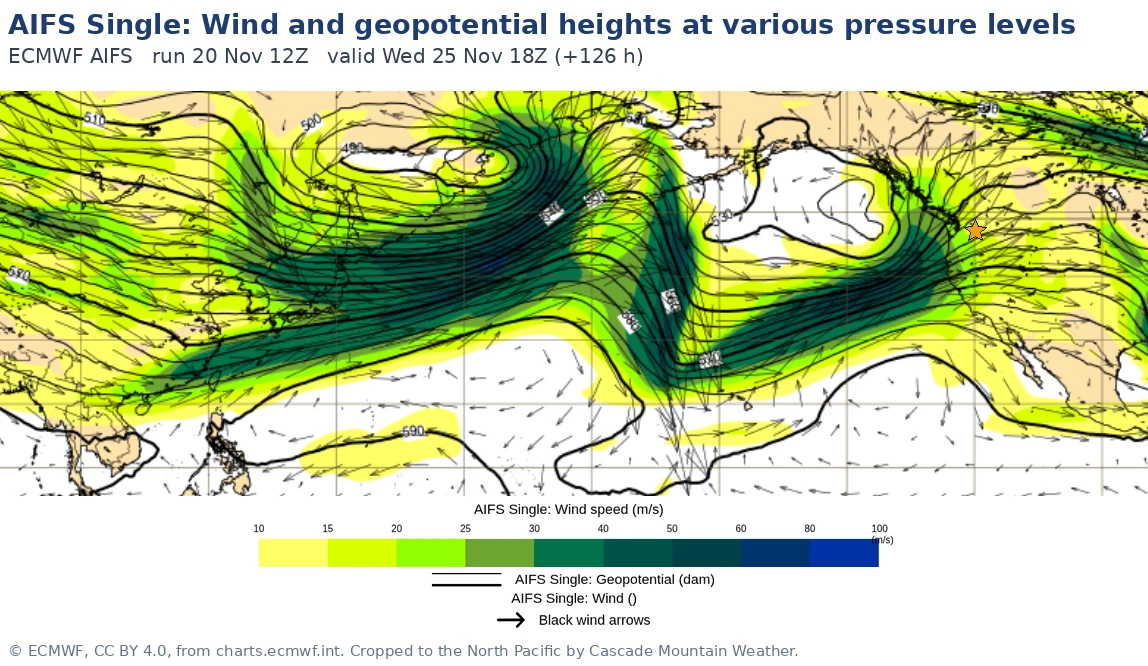 AIFS Single: Wind and geopotential heights at various pressure levels
ECMWF AIFS run 20 Nov 12Z valid Wed 25 Nov 18Z (+126 h)
510
500
530
590
AIFS Single: Wind speed (m/s)
10 15 20 25 30 40 50 60 80 100
(m/s)
AIFS Single: Geopotential (dam)
AIFS Single: Wind ()
Black wind arrows
© ECMWF, CC BY 4.0, from charts.ecmwf.int. Cropped to the North Pacific by Cascade Mountain Weather.